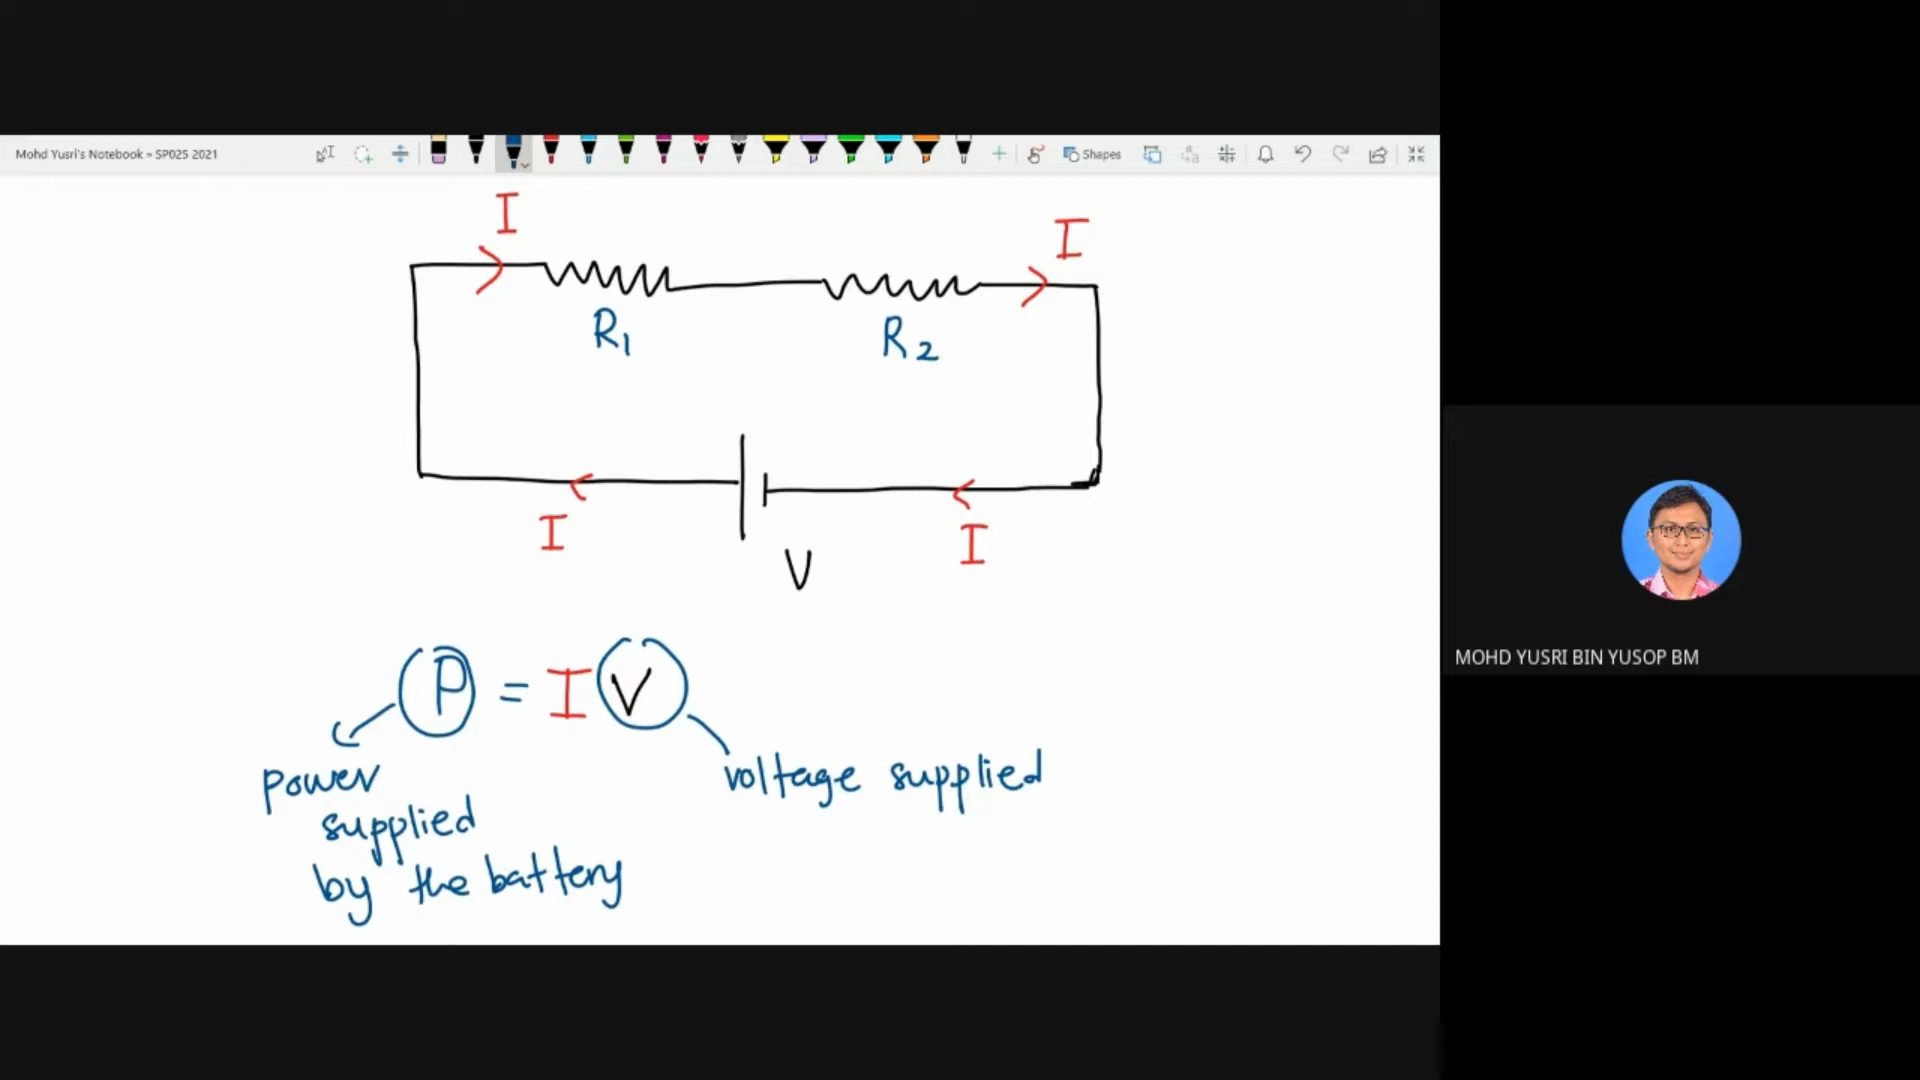 Mohd Yusri's Notebook » SP025 2021
Shapes
I
I
R1
R2
I
I
V
P = I V
power
supplied
by the battery
voltage supplied
MOHD YUSRI BIN YUSOP BM